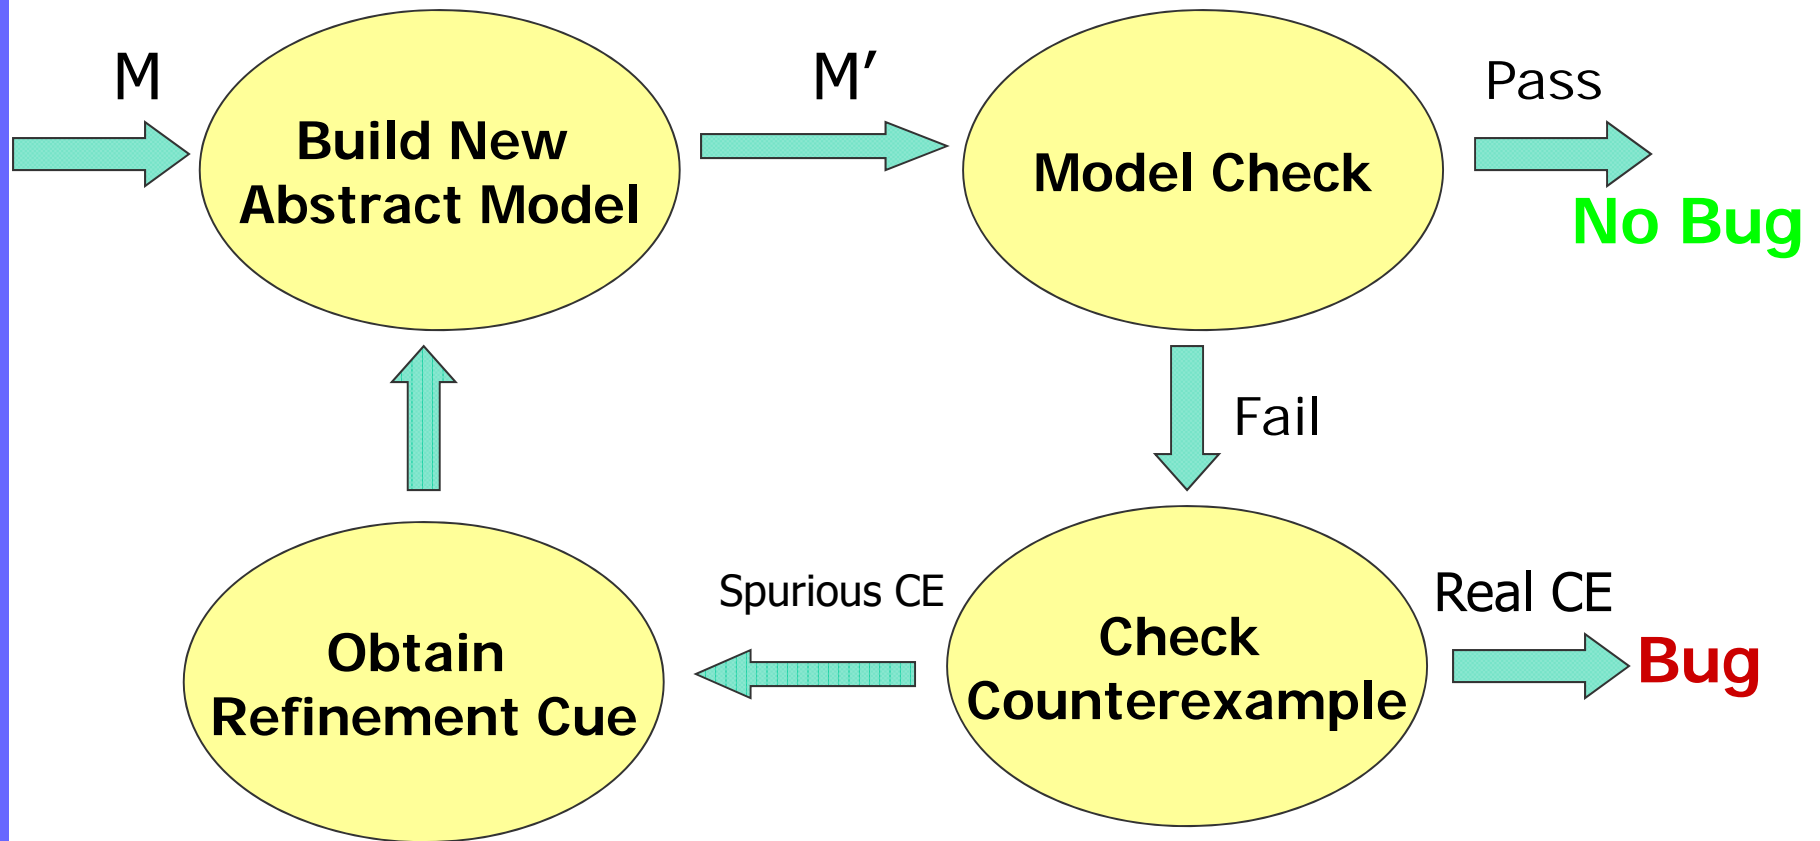 M
Build New
Abstract Model
M′
Model Check
Pass
No Bug
Fail
Check
Counterexample
Real CE
Bug
Spurious CE
Obtain
Refinement Cue